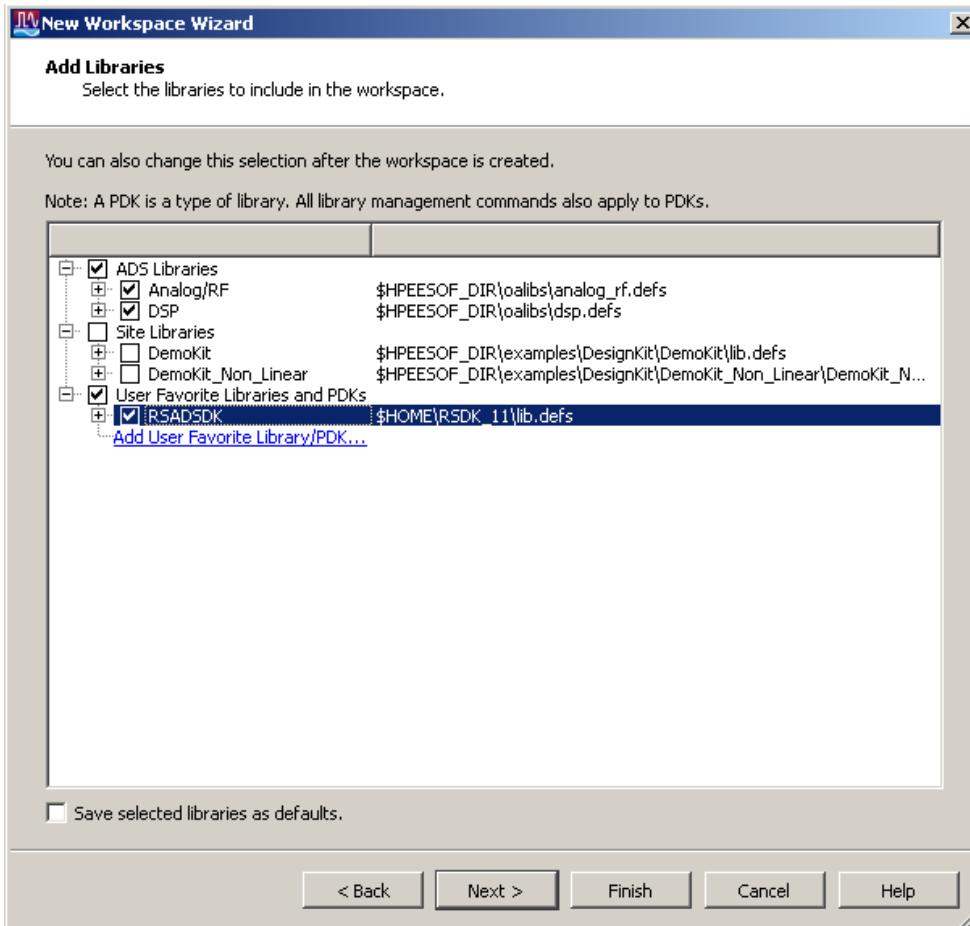 New Workspace Wizard
Add Libraries
Select the libraries to include in the workspace.
You can also change this selection after the workspace is created.
Note: A PDK is a type of library. All library management commands also apply to PDKs.
ADS Libraries
Analog/RF $HPEESOF_DIR\oalibs\analog_rf.defs
DSP $HPEESOF_DIR\oalibs\dsp.defs
Site Libraries
DemoKit $HPEESOF_DIR\examples\DesignKit\DemoKit\lib.defs
DemoKit_Non_Linear $HPEESOF_DIR\examples\DesignKit\DemoKit_Non_Linear\DemoKit_N...
User Favorite Libraries and PDKs
RSADSDK $HOME\RSDK_11\lib.defs
Add User Favorite Library/PDK...
Save selected libraries as defaults.
< Back Next > Finish Cancel Help